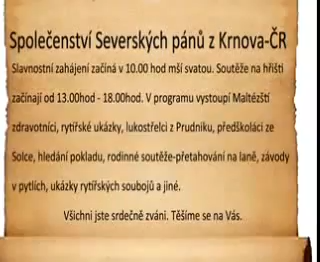 Společenství Severských pánů z Krnova-ČR
Slavnostní zahájení začíná v 10.00 hod mší svatou. Soutěže na hřišti
začínají od 13.00hod - 18.00hod. V programu vystoupí Maltézští
zdravotníci, rytířské ukázky, lukostřelci z Prudniku, předškoláci ze
Solce, hledání pokladu, rodinné soutěže-přetahování na laně, závody
v pytlích, ukázky rytířských soubojů a jiné.
Všichni jste srdečně zváni. Těšíme se na Vás.